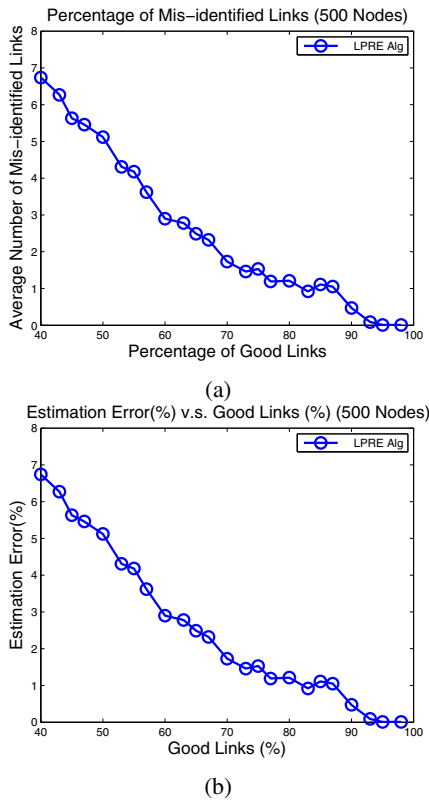 Percentage of Mis-identified Links (500 Nodes)
LPRE Alg
Average Number of Mis-identified Links
8
7
6
5
4
3
2
1
0
40 50 60 70 80 90 100
Percentage of Good Links
(a)
Estimation Error(%) v.s. Good Links (%) (500 Nodes)
LPRE Alg
Estimation Error(%)
8
7
6
5
4
3
2
1
0
40 50 60 70 80 90 100
Good Links (%)
(b)